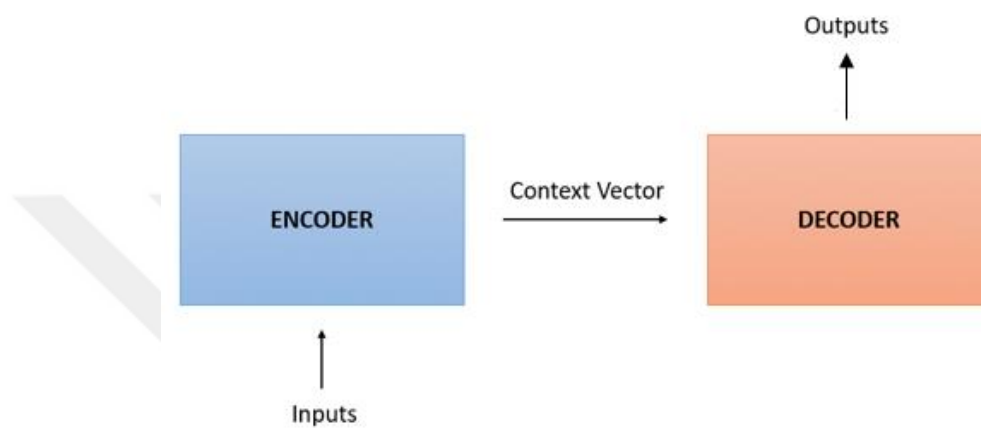 Outputs
Context Vector
ENCODER
DECODER
Inputs